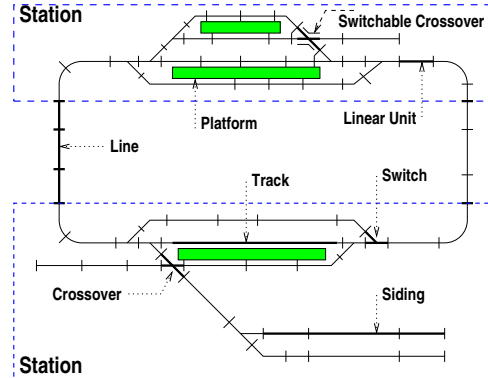 Station
Switchable Crossover
Platform
Linear Unit
Line
Track
Switch
Crossover
Siding
Station